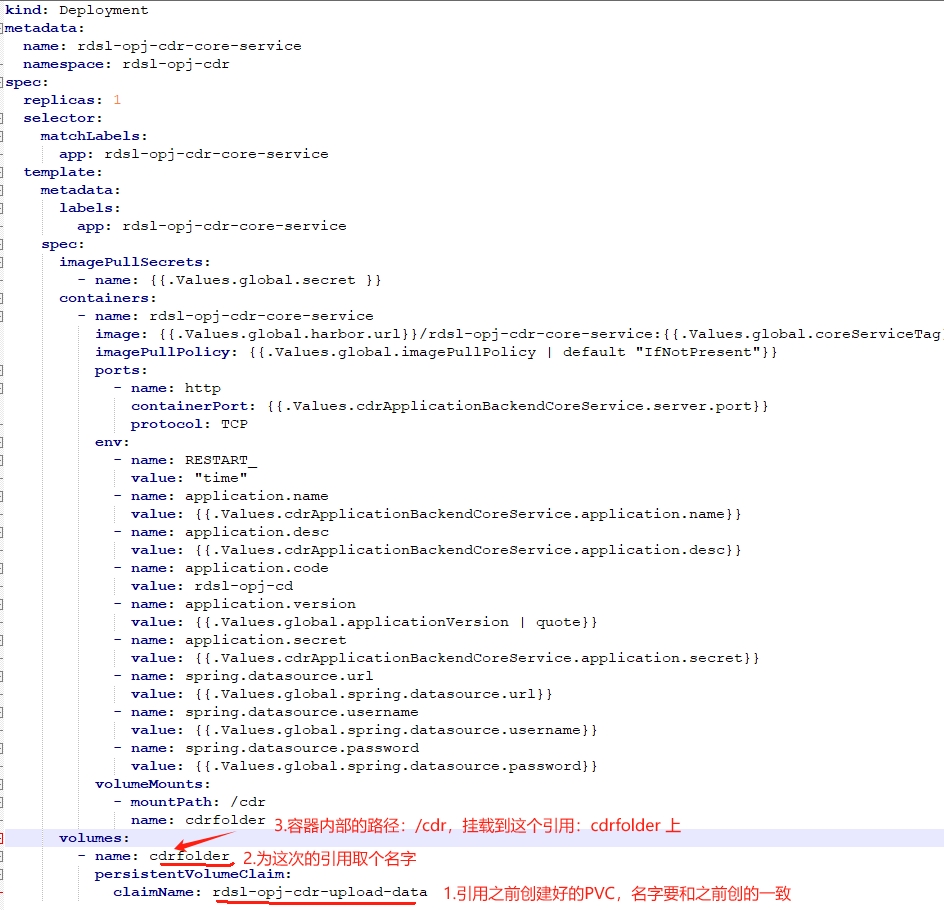 kind: Deployment
metadata:
  name: rdsl-opj-cdr-core-service
  namespace: rdsl-opj-cdr
spec:
  replicas: 1
  selector:
    matchLabels:
      app: rdsl-opj-cdr-core-service
  template:
    metadata:
      labels:
        app: rdsl-opj-cdr-core-service
    spec:
      imagePullSecrets:
        - name: {{.Values.global.secret }}
      containers:
        - name: rdsl-opj-cdr-core-service
          image: {{.Values.global.harbor.url}}/rdsl-opj-cdr-core-service:{{.Values.global.coreServiceTag}
          imagePullPolicy: {{.Values.global.imagePullPolicy | default "IfNotPresent"}}
          ports:
            - name: http
              containerPort: {{.Values.cdrApplicationBackendCoreService.server.port}}
              protocol: TCP
          env:
            - name: RESTART_
              value: "time"
            - name: application.name
              value: {{.Values.cdrApplicationBackendCoreService.application.name}}
            - name: application.desc
              value: {{.Values.cdrApplicationBackendCoreService.application.desc}}
            - name: application.code
              value: rdsl-opj-cd
            - name: application.version
              value: {{.Values.global.applicationVersion | quote}}
            - name: application.secret
              value: {{.Values.cdrApplicationBackendCoreService.application.secret}}
            - name: spring.datasource.url
              value: {{.Values.global.spring.datasource.url}}
            - name: spring.datasource.username
              value: {{.Values.global.spring.datasource.username}}
            - name: spring.datasource.password
              value: {{.Values.global.spring.datasource.password}}
          volumeMounts:
            - mountPath: /cdr
              name: cdrfolder
3.容器内部的路径：/cdr，挂载到这个引用：cdrfolder 上
      volumes:
        - name: cdrfolder 2.为这次的引用取个名字
          persistentVolumeClaim:
            claimName: rdsl-opj-cdr-upload-data 1.引用之前创建好的PVC，名字要和之前创的一致